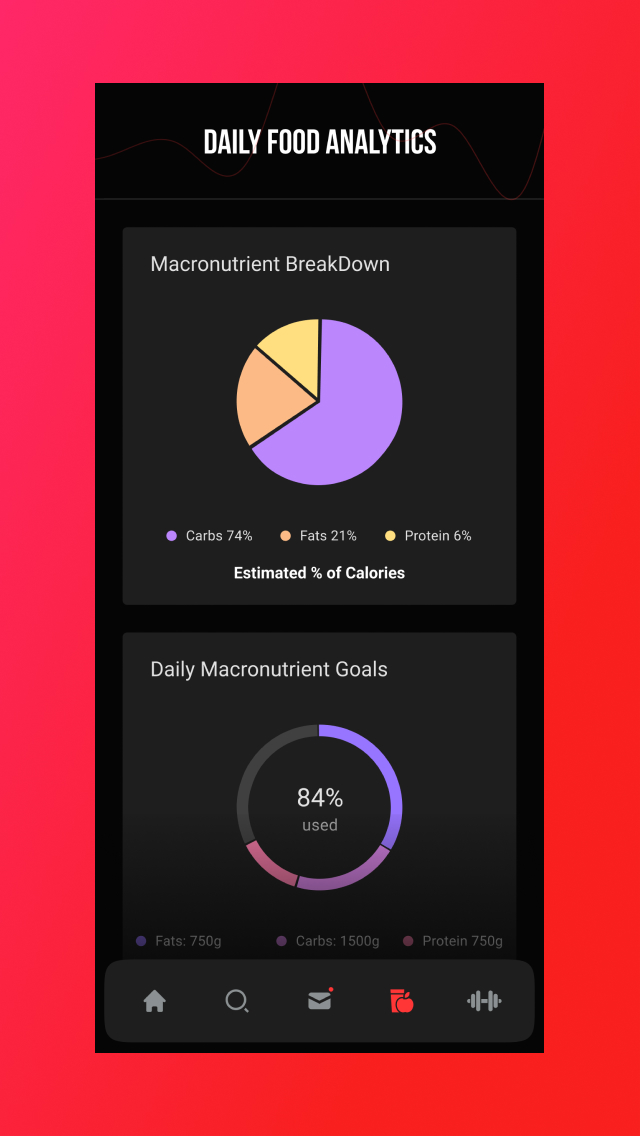 DAILY FOOD ANALYTICS
Macronutrient BreakDown
Carbs 74% Fats 21% Protein 6%
Estimated % of Calories
Daily Macronutrient Goals
84%
used
Fats: 750g Carbs: 1500g Protein 750g